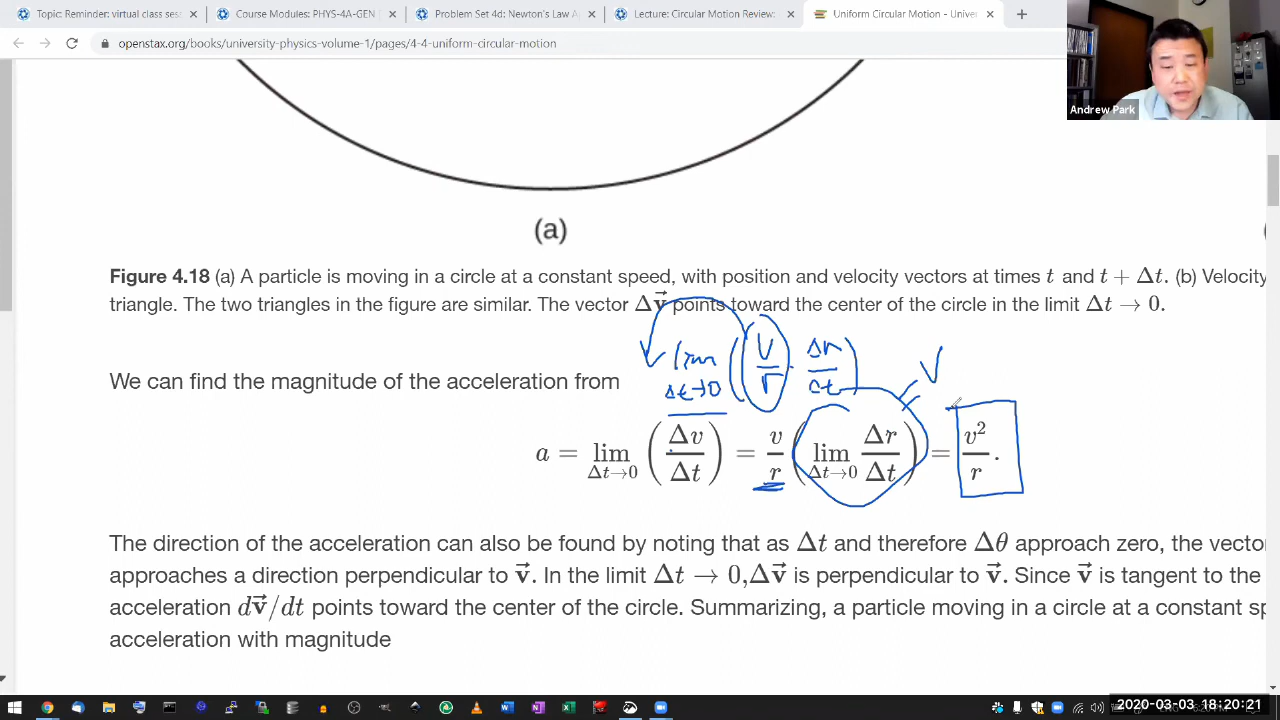 Topic: Reminder: virtual class ses
Course Modules: PHYS-4A-GEN
Problem Set 4d: Newton's Law A
Lecture: Circular Motion Review:
Uniform Circular Motion - Unive
openstax.org/books/university-physics-volume-1/pages/4-4-uniform-circular-motion
Andrew Park
(a)
Figure 4.18 (a) A particle is moving in a circle at a constant speed, with position and velocity vectors at times t and t + Δt. (b) Velocity
triangle. The two triangles in the figure are similar. The vector Δv⃗ points toward the center of the circle in the limit Δt → 0.
lim Δt→0 (v/r · Δr/Δt)
V
We can find the magnitude of the acceleration from
a = lim Δt→0 (Δv/Δt) = v/r (lim Δt→0 Δr/Δt) = v²/r.
The direction of the acceleration can also be found by noting that as Δt and therefore Δθ approach zero, the vecto
approaches a direction perpendicular to v⃗. In the limit Δt → 0, Δv⃗ is perpendicular to v⃗. Since v⃗ is tangent to the
acceleration dv⃗/dt points toward the center of the circle. Summarizing, a particle moving in a circle at a constant sp
acceleration with magnitude
2020-03-03 18:20:21